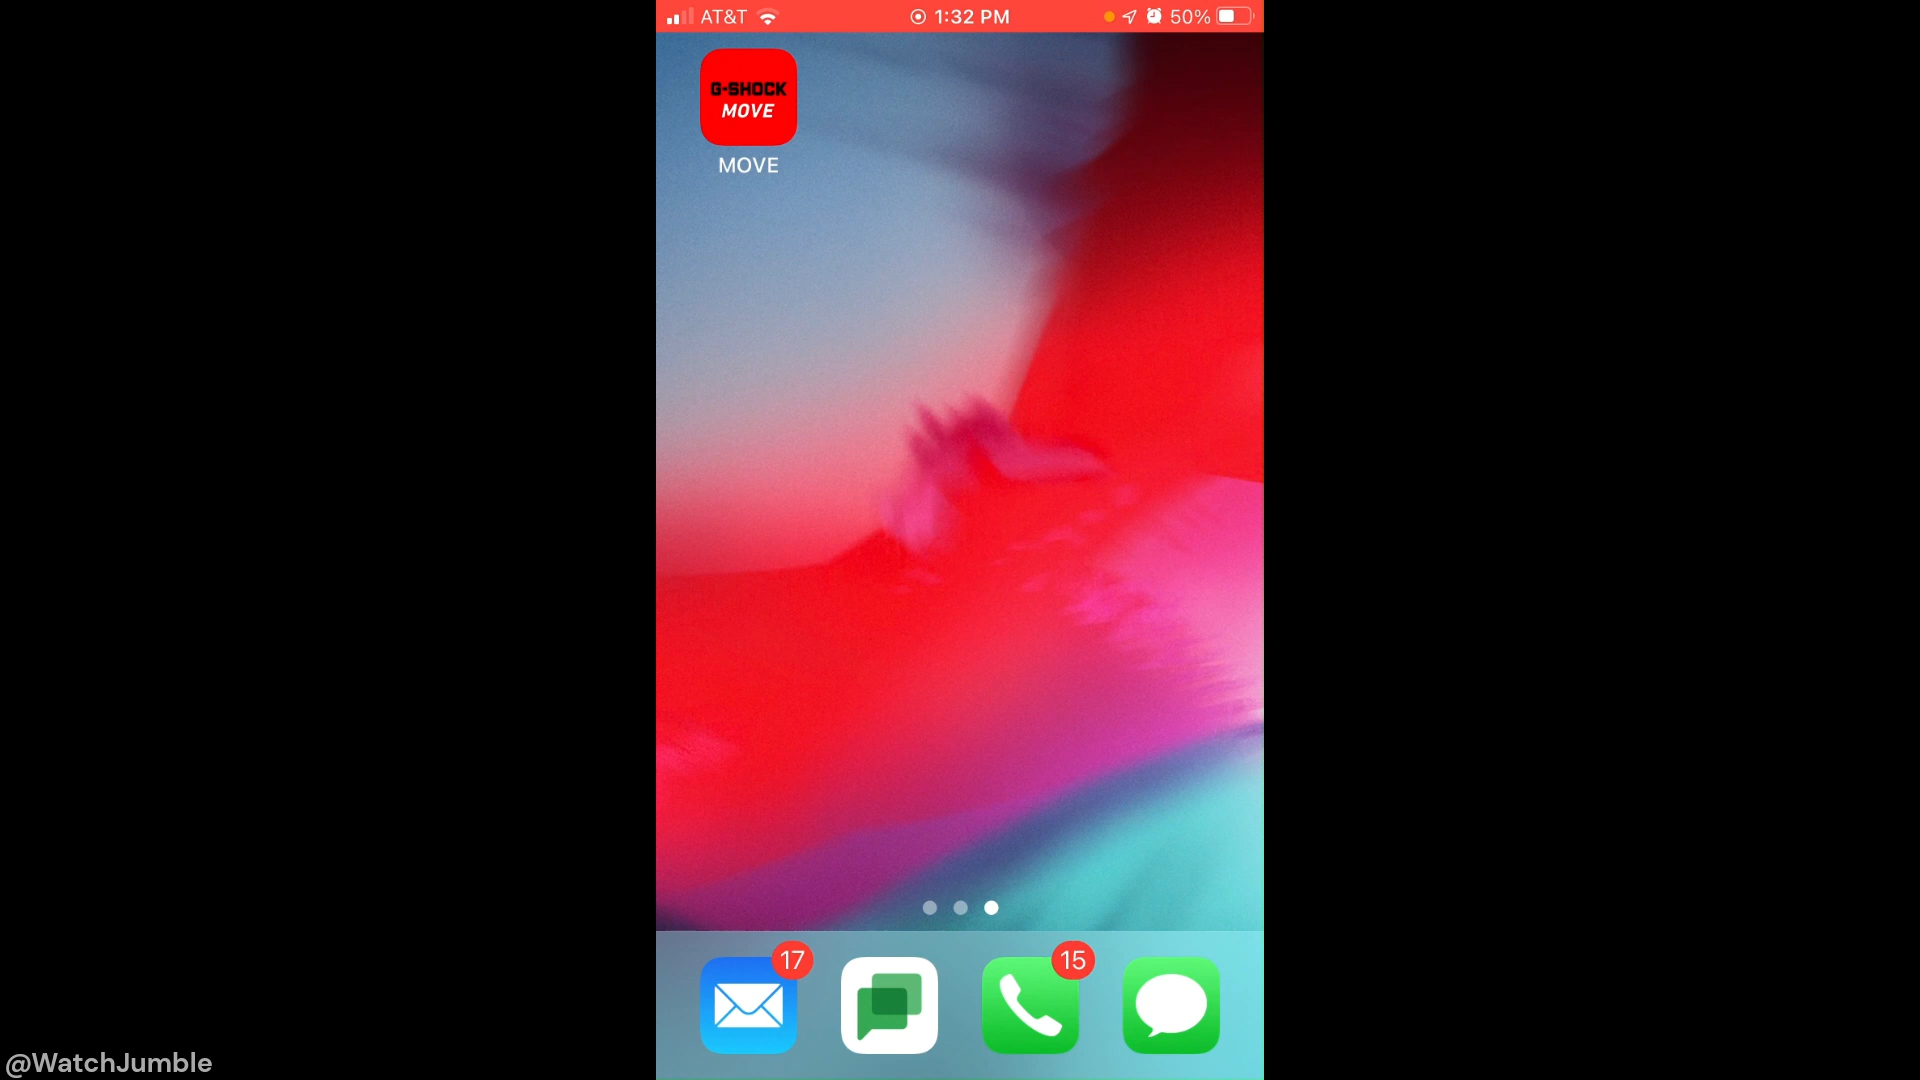 AT&T 1:32 PM 50%
G-SHOCK
MOVE
MOVE
17 15
@WatchJumble